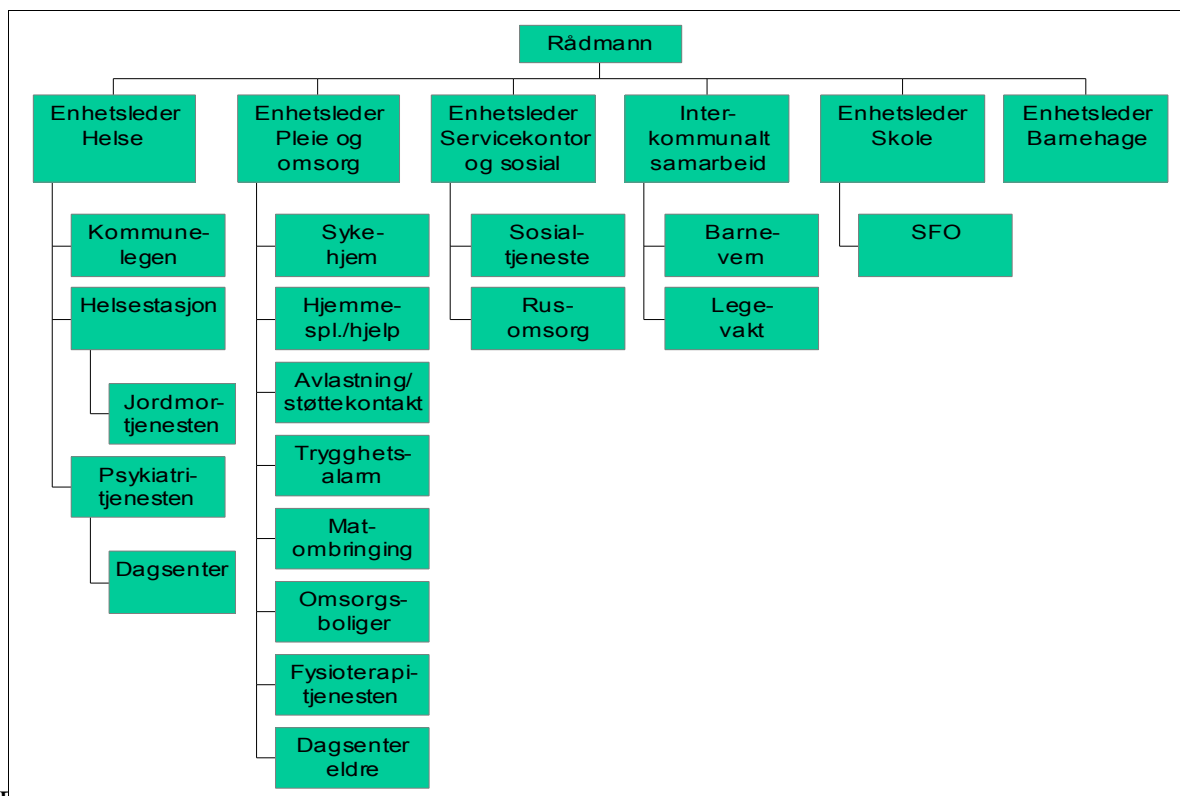 Rådmann
Enhetsleder
Helse
Enhetsleder
Pleie og
omsorg
Enhetsleder
Servicekontor
og sosial
Inter-
kommunalt
samarbeid
Enhetsleder
Skole
Enhetsleder
Barnehage
Kommune-
legen
Helsestasjon
Jordmor-
tjenesten
Psykiatri-
tjenesten
Dagsenter
Syke-
hjem
Hjemme-
spl./hjelp
Avlastning/
støttekontakt
Trygghets-
alarm
Mat-
ombringing
Omsorgs-
boliger
Fysioterapi-
tjenesten
Dagsenter
eldre
Sosial-
tjeneste
Rus-
omsorg
Barne-
vern
Lege-
vakt
SFO